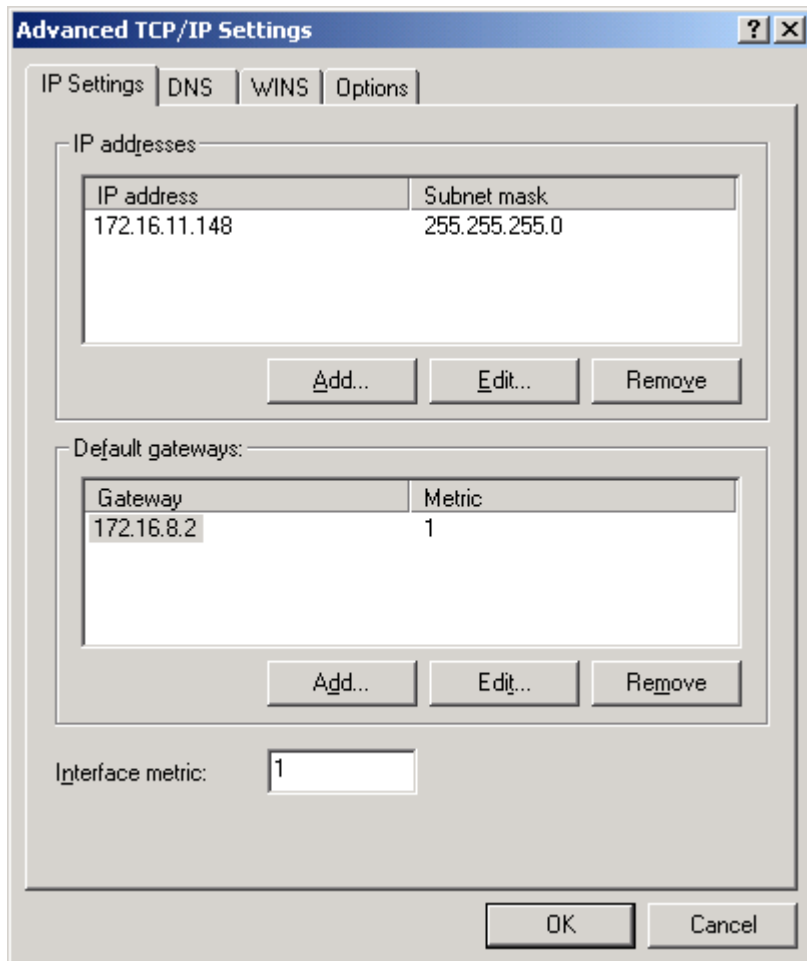 Advanced TCP/IP Settings
IP Settings DNS WINS Options
IP addresses
IP address Subnet mask
172.16.11.148 255.255.255.0
Add... Edit... Remove
Default gateways:
Gateway Metric
172.16.8.2 1
Add... Edit... Remove
Interface metric: 1
OK Cancel